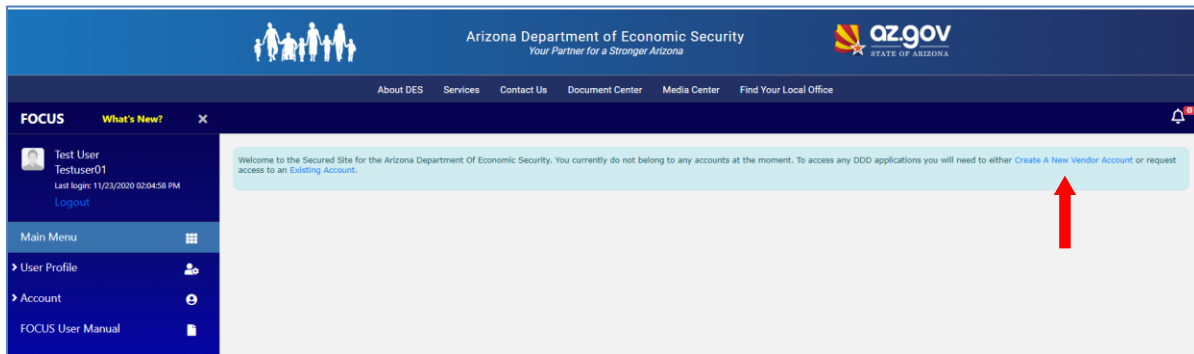 Arizona Department of Economic Security
Your Partner for a Stronger Arizona
az.gov
STATE OF ARIZONA
About DES Services Contact Us Document Center Media Center Find Your Local Office
FOCUS What's New? ×
0
Test User
Testuser01
Last login: 11/23/2020 02:04:58 PM
Logout
Welcome to the Secured Site for the Arizona Department Of Economic Security. You currently do not belong to any accounts at the moment. To access any DDD applications you will need to either Create A New Vendor Account or request
access to an Existing Account.
Main Menu
User Profile
Account
FOCUS User Manual